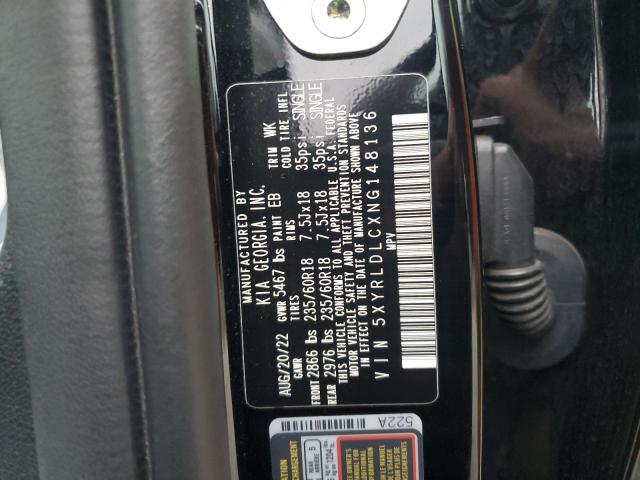 MANUFACTURED BY
KIA GEORGIA, INC.
AUG/20/22 GVWR 5467 lbs PAINT EB TRIM WK
GAWR TIRES RIMS COLD TIRE INFL
FRONT 2866 lbs 235/60R18 7.5Jx18 35psi SINGLE
REAR 2976 lbs 235/60R18 7.5Jx18 35psi SINGLE
THIS VEHICLE CONFORMS TO ALL APPLICABLE U.S.A. FEDERAL
MOTOR VEHICLE SAFETY AND THEFT PREVENTION STANDARDS
IN EFFECT ON THE DATE OF MANUFACTURE SHOWN ABOVE
VIN 5XYRLDLCXNG148136
MPV
522A
REAR
5